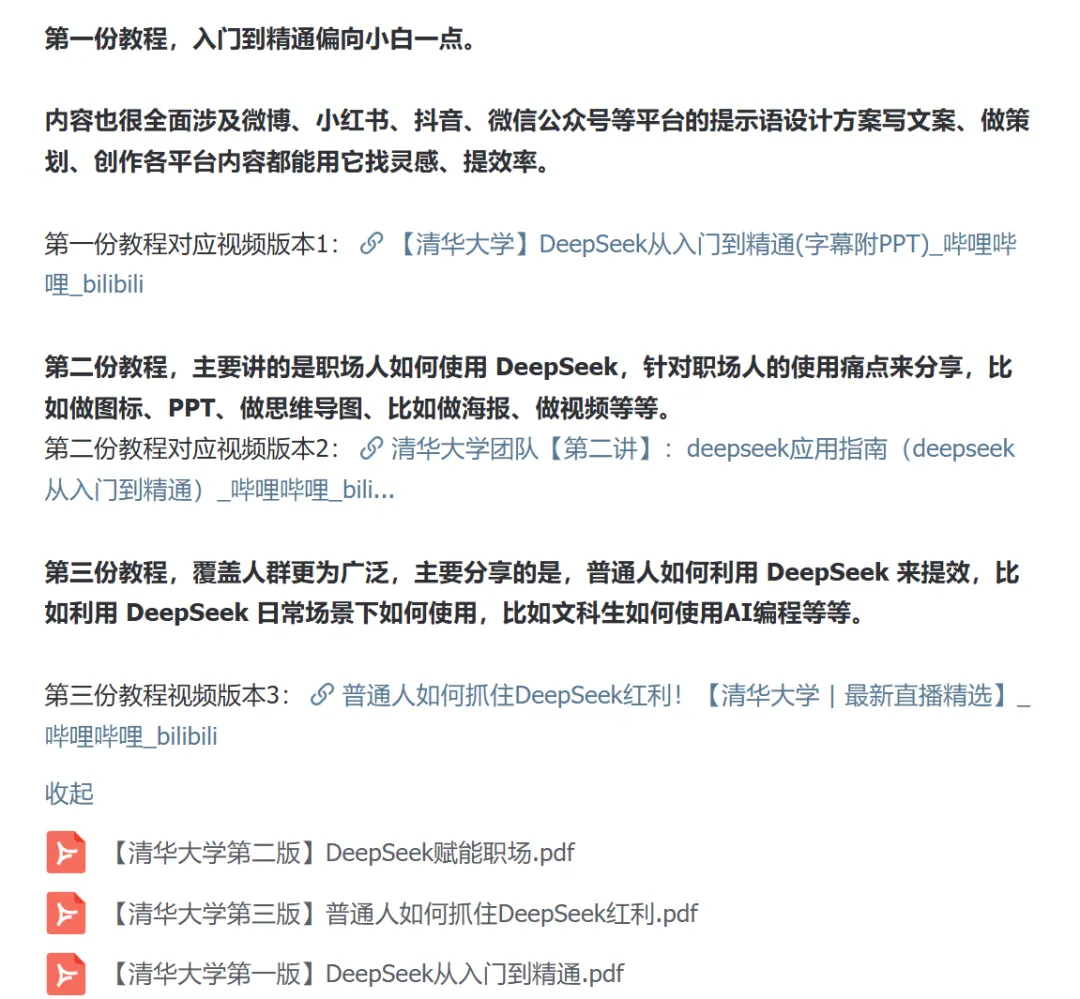 第一份教程，入门到精通偏向小白一点。
内容也很全面涉及微博、小红书、抖音、微信公众号等平台的提示语设计方案写文案、做策
划、创作各平台内容都能用它找灵感、提效率。
第一份教程对应视频版本1：【清华大学】DeepSeek从入门到精通(字幕附PPT)_哔哩哔
哩_bilibili
第二份教程，主要讲的是职场人如何使用 DeepSeek，针对职场人的使用痛点来分享，比
如做图标、PPT、做思维导图、比如做海报、做视频等等。
第二份教程对应视频版本2：清华大学团队【第二讲】：deepseek应用指南（deepseek
从入门到精通）_哔哩哔哩_bili...
第三份教程，覆盖人群更为广泛，主要分享的是，普通人如何利用 DeepSeek 来提效，比
如利用 DeepSeek 日常场景下如何使用，比如文科生如何使用AI编程等等。
第三份教程视频版本3：普通人如何抓住DeepSeek红利！【清华大学 | 最新直播精选】_
哔哩哔哩_bilibili
收起
【清华大学第二版】DeepSeek赋能职场.pdf
【清华大学第三版】普通人如何抓住DeepSeek红利.pdf
【清华大学第一版】DeepSeek从入门到精通.pdf